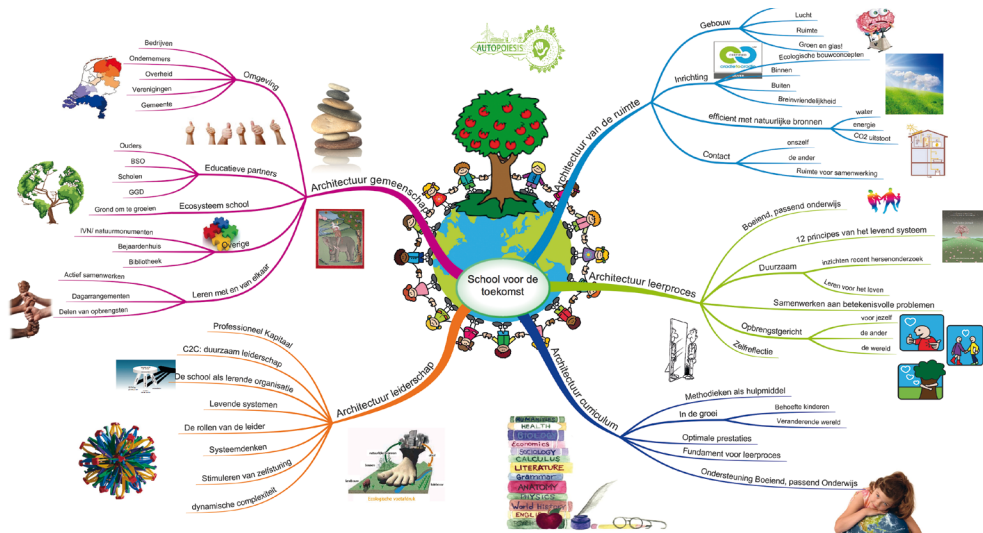 AUTOPOIESIS
School voor de
toekomst
Architectuur gemeenschap
Omgeving
Bedrijven
Ondernemers
Overheid
Verenigingen
Gemeente
Educatieve partners
Ouders
BSO
Scholen
GGD
Ecosysteem school
Grond om te groeien
Overige
IVN/ natuurmonumenten
Bejaardenhuis
Bibliotheek
Leren met en van elkaar
Actief samenwerken
Dagarrangementen
Delen van opbrengsten
Architectuur leiderschap
Professioneel Kapitaal
C2C: duurzaam leiderschap
De school als lerende organisatie
Levende systemen
De rollen van de leider
Systeemdenken
Stimuleren van zelfsturing
dynamische complexiteit
Ecologische voetafdruk
Architectuur van de ruimte
Gebouw
Lucht
Ruimte
Groen en glas!
Inrichting
Ecologische bouwconcepten
Binnen
Buiten
Breinvriendelijkheid
efficient met natuurlijke bronnen
water
energie
CO2 uitstoot
Contact
onszelf
de ander
Ruimte voor samenwerking
Architectuur leerproces
Boeiend, passend onderwijs
12 principes van het levend systeem
Duurzaam
inzichten recent hersenonderzoek
Leren voor het leven
Samenwerken aan betekenisvolle problemen
Opbrengstgericht
voor jezelf
de ander
de wereld
Zelfreflectie
Architectuur curriculum
Methodieken als hulpmiddel
In de groei
Behoefte kinderen
Veranderende wereld
Optimale prestaties
Fundament voor leerproces
Ondersteuning Boeiend, passend Onderwijs
HUMANITIES
HEALTH
BIOLOGY
Economics
SOCIOLOGY
CALCULUS
LITERATURE
Grammar
ANATOMY
PHYSICS
World History